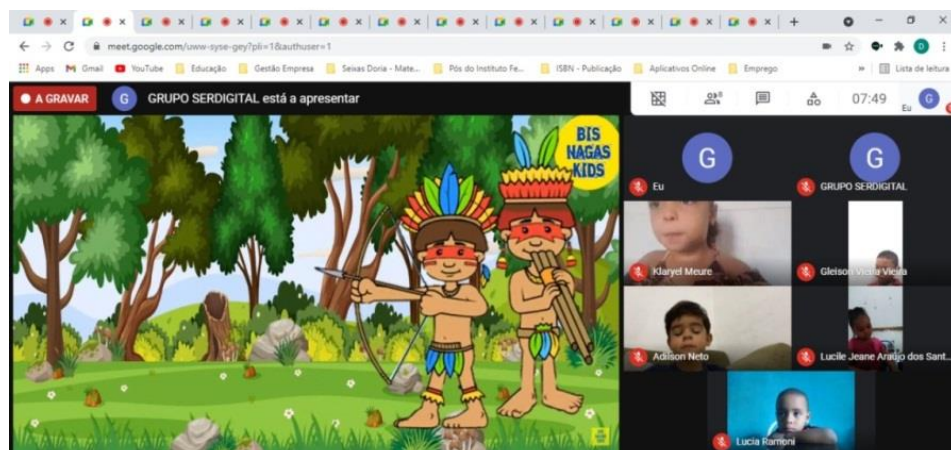 meet.google.com/uww-syse-gey?pli=1&authuser=1
Apps
Gmail
YouTube
Educação
Gestão Empresa
Seixas Doria - Mate...
Pós do Instituto Fe...
ISBN - Publicação
Aplicativos Online
Emprego
»
Lista de leitura
A GRAVAR
G
GRUPO SERDIGITAL está a apresentar
07:49
Eu
G
BIS
NAGAS
KIDS
G
G
Eu
GRUPO SERDIGITAL
Klaryel Meure
Gleison Vieira Vieira
Adilson Neto
Lucile Jeane Araújo dos Sant...
Lucia Ramoni